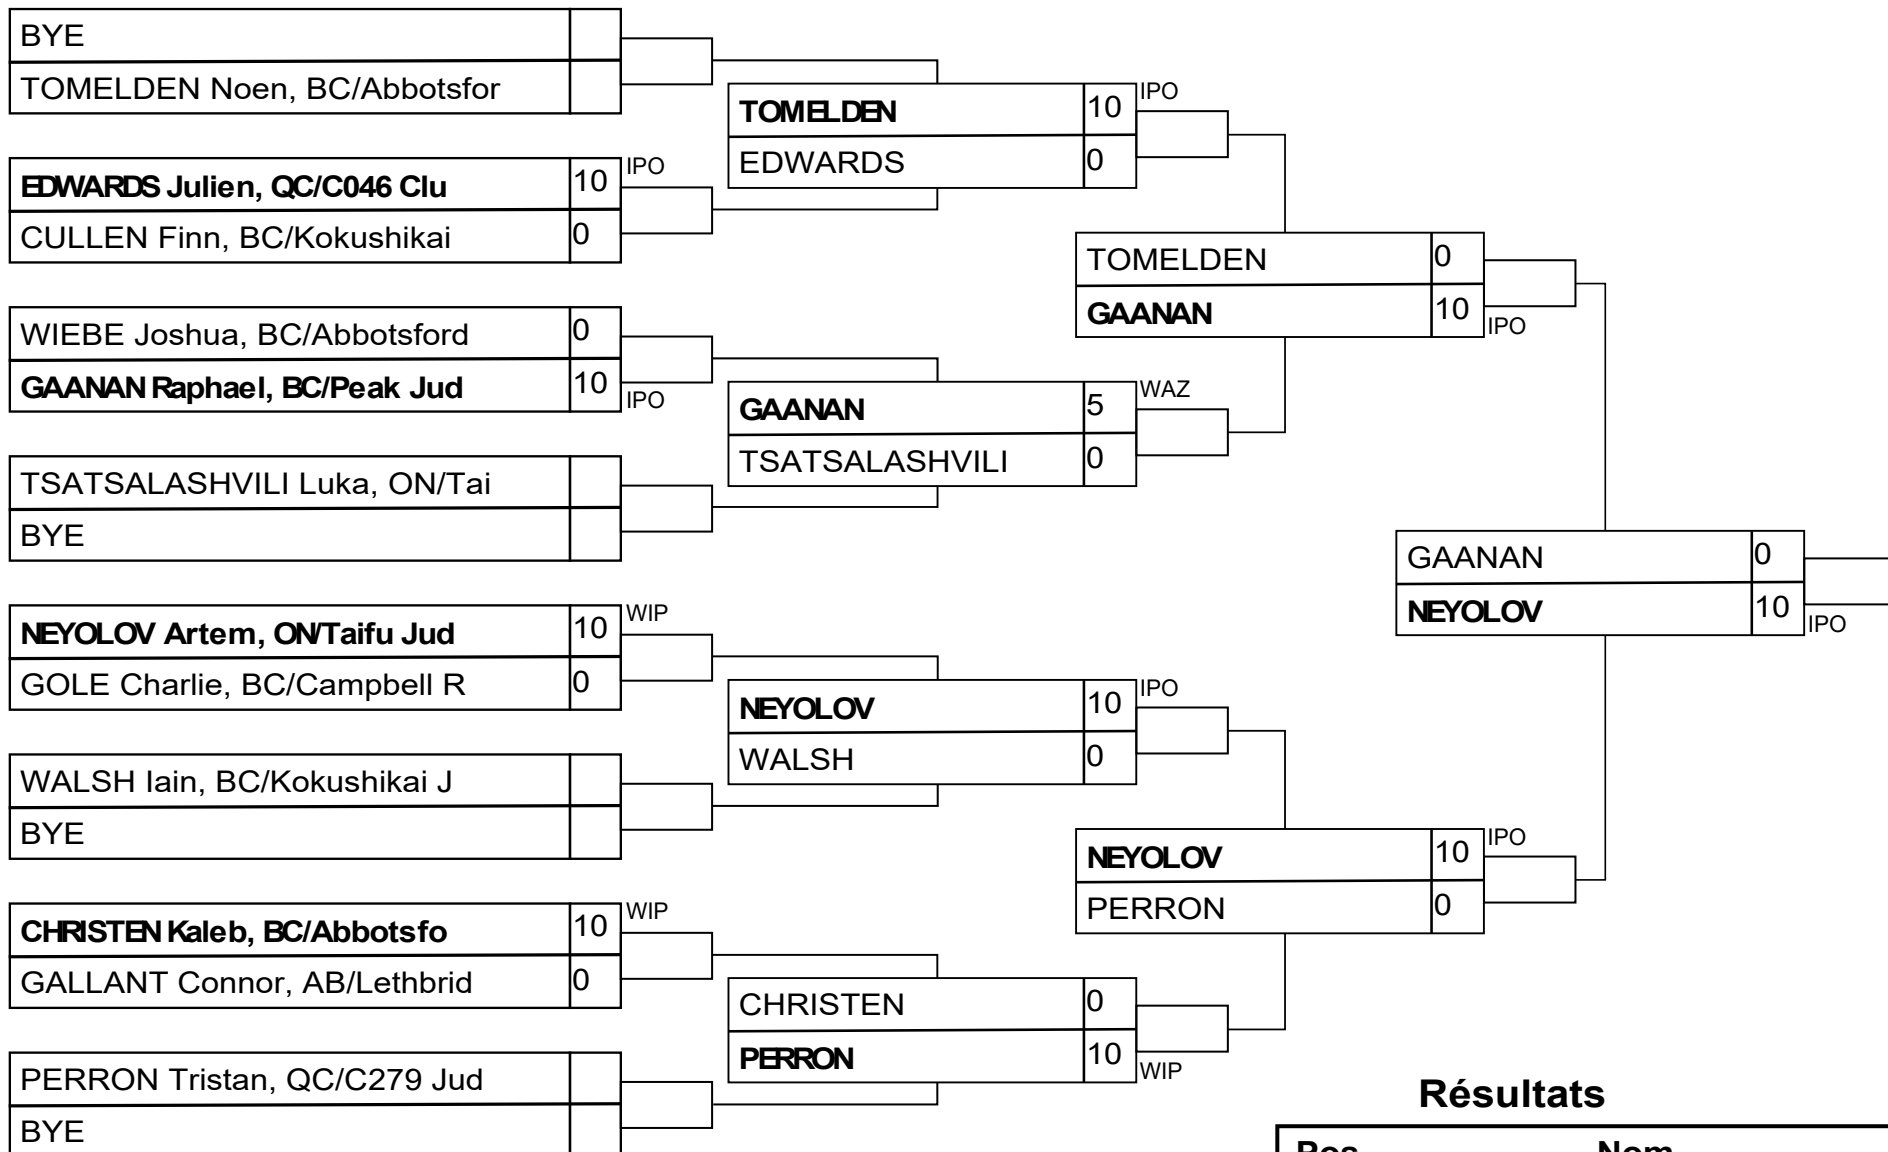 BYE
TOMELDEN Noen, BC/Abbotsfor
EDWARDS Julien, QC/C046 Clu 10 IPO
CULLEN Finn, BC/Kokushikai 0
WIEBE Joshua, BC/Abbotsford 0
GAANAN Raphael, BC/Peak Jud 10 IPO
TSATSALASHVILI Luka, ON/Tai
BYE
NEYOLOV Artem, ON/Taifu Jud 10 WIP
GOLE Charlie, BC/Campbell R 0
WALSH Iain, BC/Kokushikai J
BYE
CHRISTEN Kaleb, BC/Abbotsfo 10 WIP
GALLANT Connor, AB/Lethbrid 0
PERRON Tristan, QC/C279 Jud
BYE
TOMELDEN 10 IPO
EDWARDS 0
GAANAN 5 WAZ
TSATSALASHVILI 0
NEYOLOV 10 IPO
WALSH 0
CHRISTEN 0
PERRON 10 WIP
TOMELDEN 0
GAANAN 10 IPO
NEYOLOV 10 IPO
PERRON 0
GAANAN 0
NEYOLOV 10 IPO
Résultats
Pos Nom